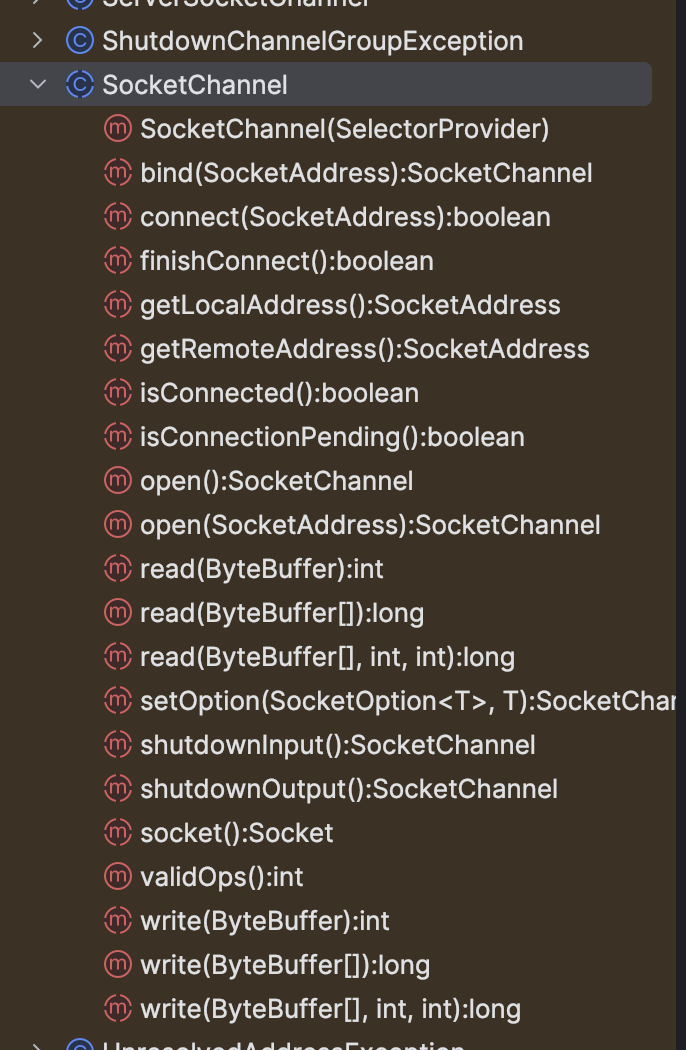 ServerSocketChannel
ShutdownChannelGroupException
SocketChannel
SocketChannel(SelectorProvider)
bind(SocketAddress):SocketChannel
connect(SocketAddress):boolean
finishConnect():boolean
getLocalAddress():SocketAddress
getRemoteAddress():SocketAddress
isConnected():boolean
isConnectionPending():boolean
open():SocketChannel
open(SocketAddress):SocketChannel
read(ByteBuffer):int
read(ByteBuffer[]):long
read(ByteBuffer[], int, int):long
setOption(SocketOption<T>, T):SocketChan
shutdownInput():SocketChannel
shutdownOutput():SocketChannel
socket():Socket
validOps():int
write(ByteBuffer):int
write(ByteBuffer[]):long
write(ByteBuffer[], int, int):long
UnresolvedAddressException